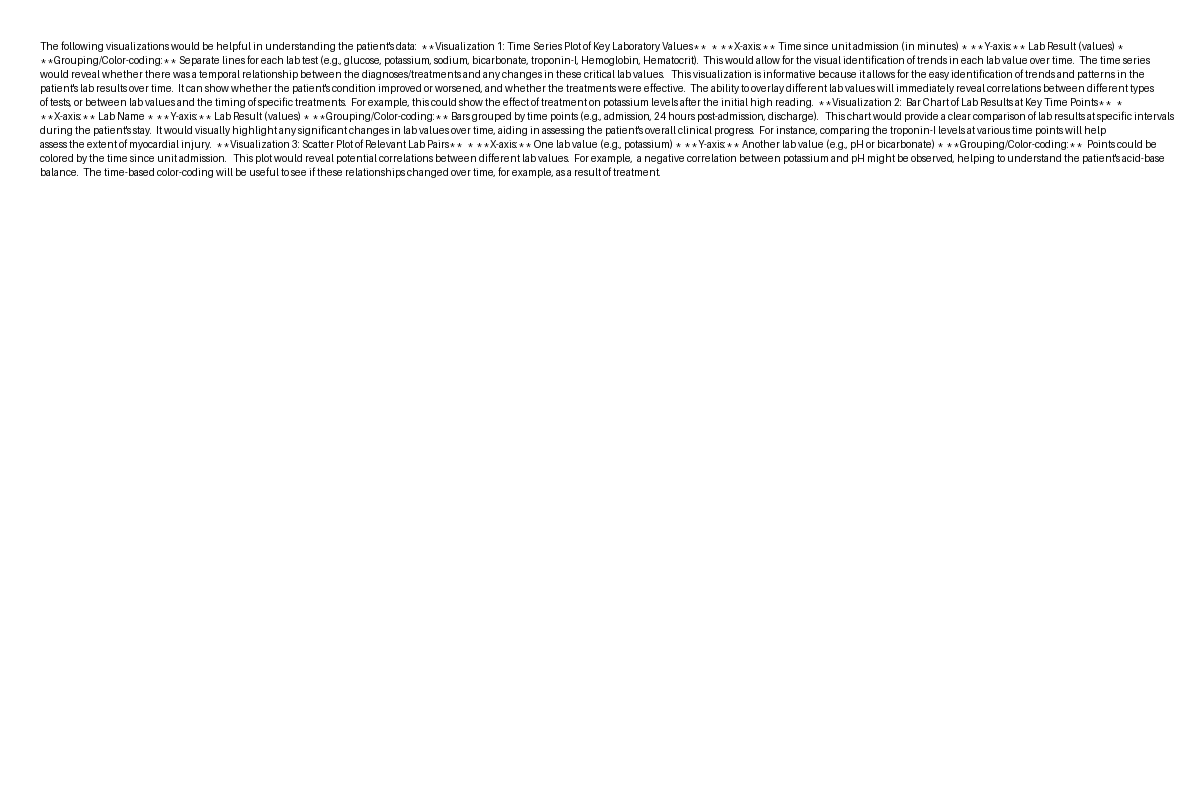 The following visualizations would be helpful in understanding the patient's data:  **Visualization 1: Time Series Plot of Key Laboratory Values**  * **X-axis:** Time since unit admission (in minutes) * **Y-axis:** Lab Result (values) *
**Grouping/Color-coding:** Separate lines for each lab test (e.g., glucose, potassium, sodium, bicarbonate, troponin-I, Hemoglobin, Hematocrit).  This would allow for the visual identification of trends in each lab value over time.  The time series
would reveal whether there was a temporal relationship between the diagnoses/treatments and any changes in these critical lab values.   This visualization is informative because it allows for the easy identification of trends and patterns in the
patient's lab results over time.  It can show whether the patient's condition improved or worsened, and whether the treatments were effective.  The ability to overlay different lab values will immediately reveal correlations between different types
of tests, or between lab values and the timing of specific treatments.  For example, this could show the effect of treatment on potassium levels after the initial high reading.  **Visualization 2:  Bar Chart of Lab Results at Key Time Points**  *
**X-axis:** Lab Name * **Y-axis:** Lab Result (values) * **Grouping/Color-coding:** Bars grouped by time points (e.g., admission, 24 hours post-admission, discharge).   This chart would provide a clear comparison of lab results at specific intervals
during the patient's stay.  It would visually highlight any significant changes in lab values over time, aiding in assessing the patient's overall clinical progress.  For instance, comparing the troponin-I levels at various time points will help
assess the extent of myocardial injury.  **Visualization 3: Scatter Plot of Relevant Lab Pairs**  * **X-axis:** One lab value (e.g., potassium) * **Y-axis:** Another lab value (e.g., pH or bicarbonate) * **Grouping/Color-coding:**  Points could be
colored by the time since unit admission.   This plot would reveal potential correlations between different lab values.  For example,  a negative correlation between potassium and pH might be observed, helping to understand the patient's acid-base
balance.  The time-based color-coding will be useful to see if these relationships changed over time, for example, as a result of treatment.